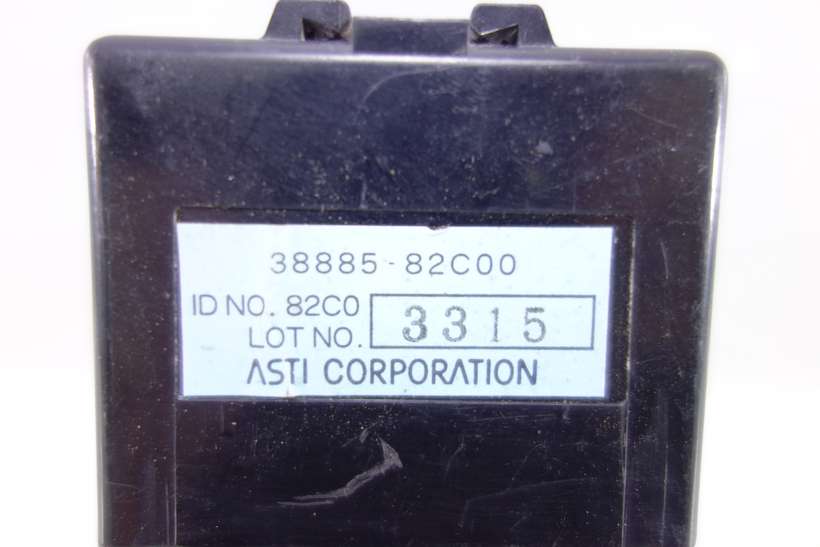 38885-82C00
ID NO. 82C0
LOT NO. 3315
ASTI CORPORATION